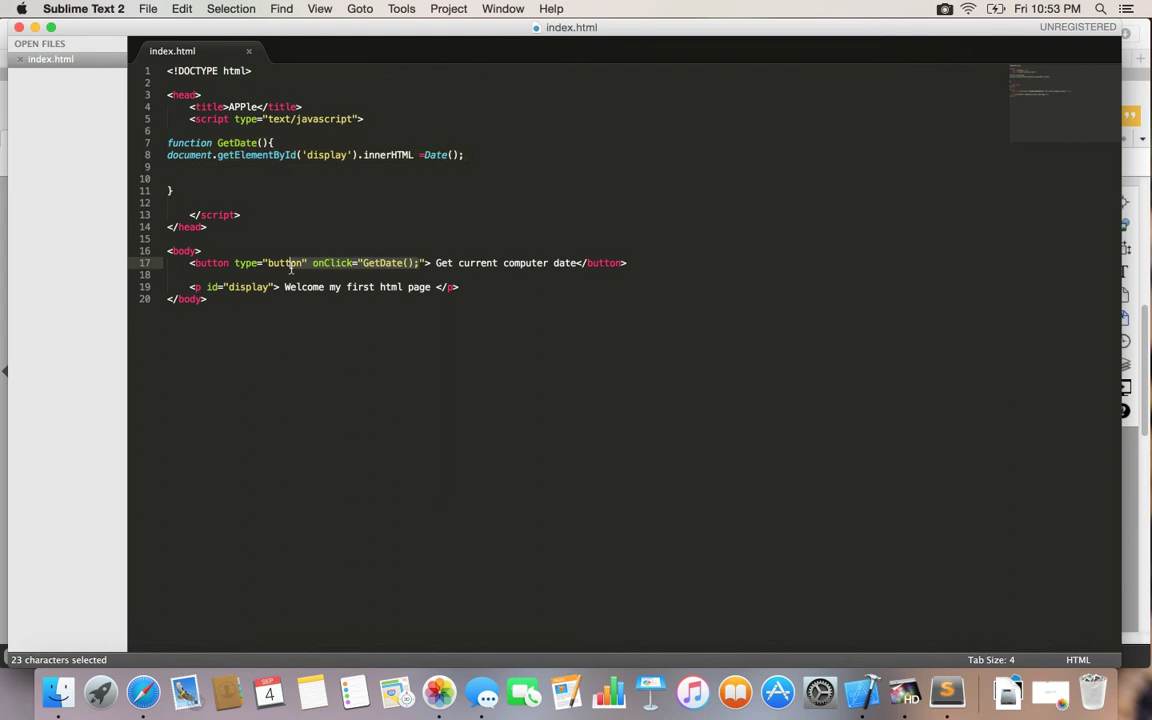 Sublime Text 2 File Edit Selection Find View Goto Tools Project Window Help Fri 10:53 PM
index.html UNREGISTERED
OPEN FILES
index.html
index.html
1 <!DOCTYPE html>
2
3 <head>
4 <title>APPle</title>
5 <script type="text/javascript">
6
7 function GetDate(){
8 document.getElementById('display').innerHTML =Date();
9
10
11 }
12
13 </script>
14 </head>
15
16 <body>
17 <button type="button" onClick="GetDate();"> Get current computer date</button>
18
19 <p id="display"> Welcome my first html page </p>
20 </body>
23 characters selected Tab Size: 4 HTML
SEP
4